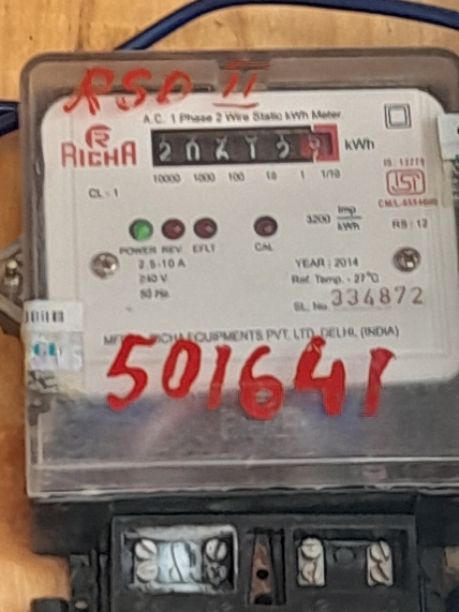 RSD II
A.C. 1 Phase 2 Wire Static kWh Meter
RICHA
kWh
10000 1000 100 10 1 1/10
CL - 1
3200 Imp/kWh
RS : 12
POWER REV EFLT CAL
2.5-10 A
240 V
50 Hz
YEAR : 2014
Ref. Temp. - 27°C
SL. No. 334872
RICHA EQUIPMENTS PVT. LTD. DELHI, (INDIA)
501641